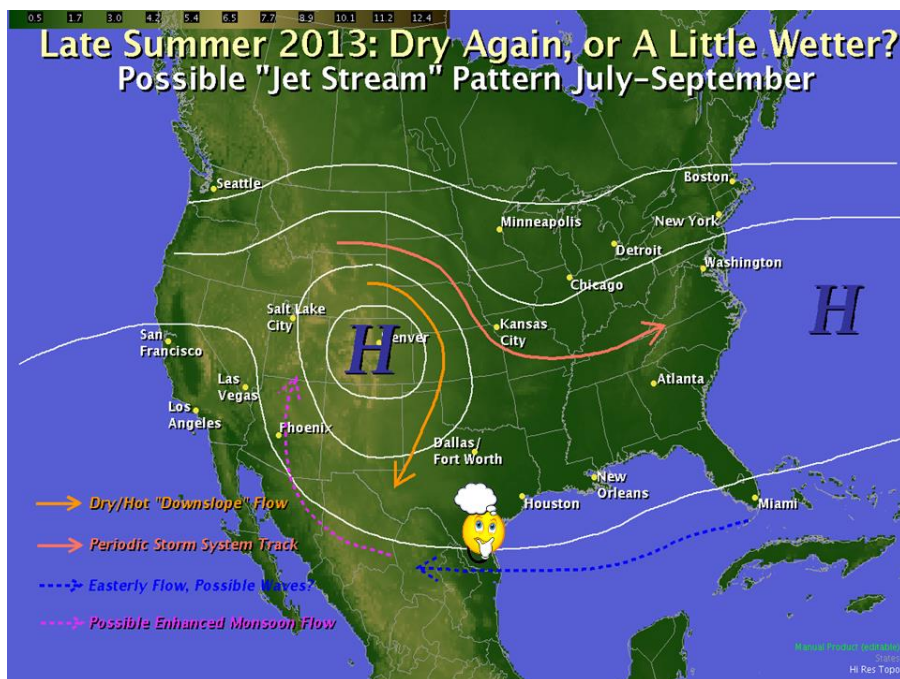 0.5 1.7 3.0 4.2 5.4 6.5 7.7 8.9 10.1 11.2 12.4
Late Summer 2013: Dry Again, or A Little Wetter?
Possible "Jet Stream" Pattern July-September
Seattle
Boston
Minneapolis
New York
Detroit
Washington
Chicago
Salt Lake
City
H
San
Francisco
H
Denver
Kansas
City
Las
Vegas
Atlanta
Los
Angeles
Phoenix
Dallas/
Fort Worth
New
Orleans
Houston
Miami
Dry/Hot "Downslope" Flow
Periodic Storm System Track
Easterly Flow, Possible Waves?
Possible Enhanced Monsoon Flow
Manual Product (editable)
States
Hi Res Topo